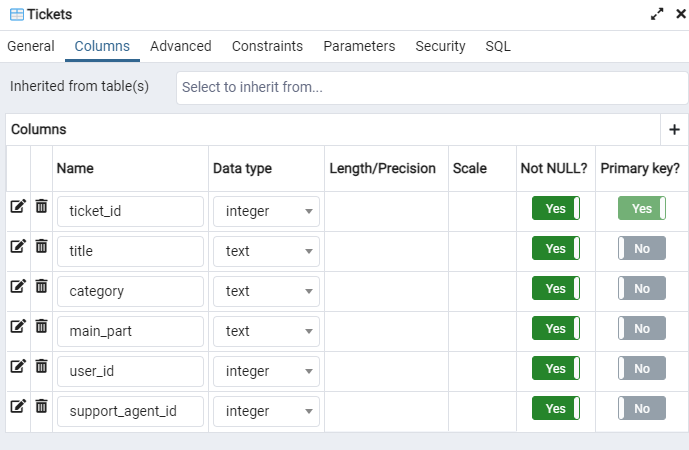 Tickets
General Columns Advanced Constraints Parameters Security SQL
Inherited from table(s) Select to inherit from...
Columns
Name Data type Length/Precision Scale Not NULL? Primary key?
ticket_id integer Yes Yes
title text Yes No
category text Yes No
main_part text Yes No
user_id integer Yes No
support_agent_id integer Yes No